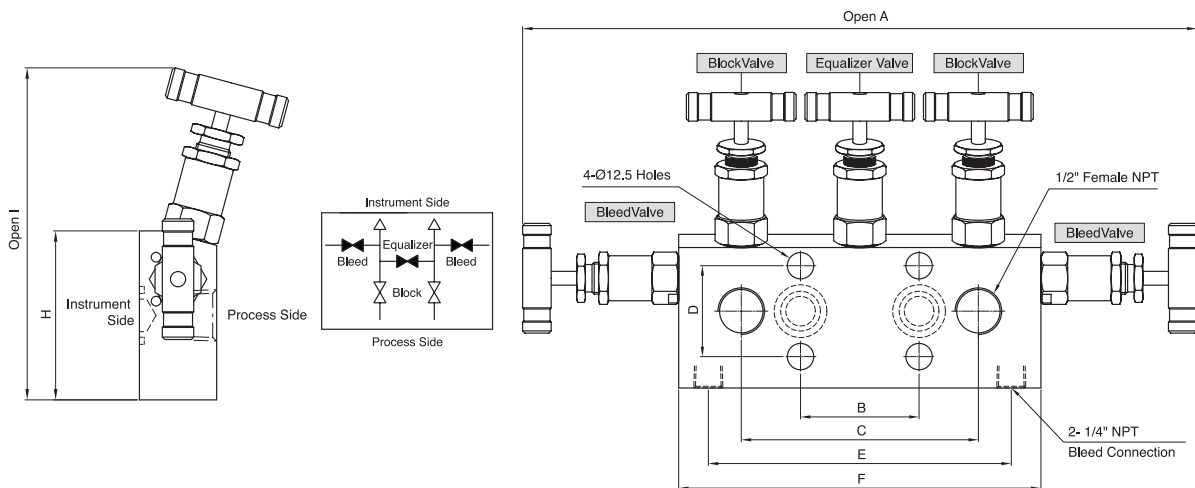 Open A
BlockValve
Equalizer Valve
BlockValve
4-Ø12.5 Holes
1/2" Female NPT
BleedValve
BleedValve
Open I
H
Instrument
Side
Process Side
Instrument Side
Equalizer
Bleed
Bleed
Block
Process Side
D
B
C
E
F
2- 1/4" NPT
Bleed Connection